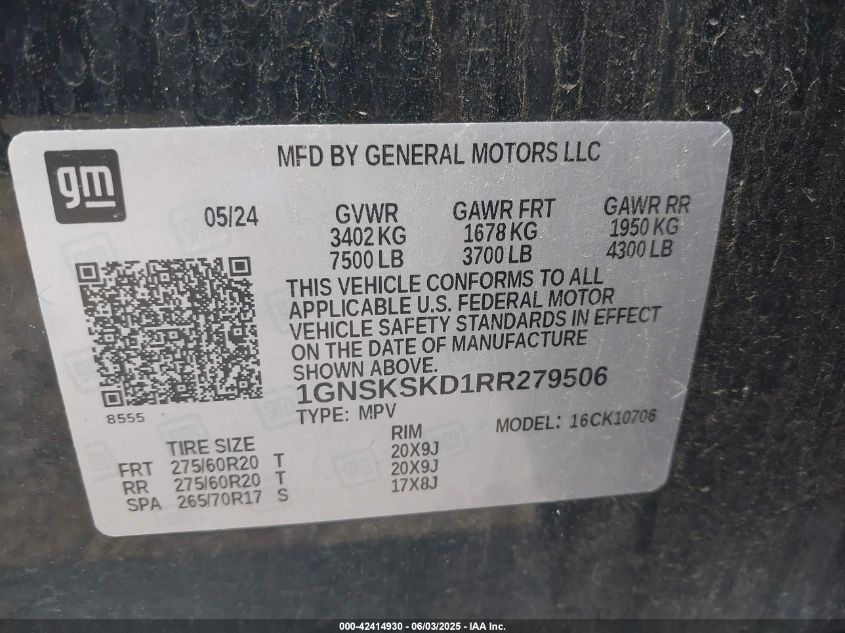 gm
MFD BY GENERAL MOTORS LLC
05/24
GVWR GAWR FRT GAWR RR
3402 KG 1678 KG 1950 KG
7500 LB 3700 LB 4300 LB
THIS VEHICLE CONFORMS TO ALL
APPLICABLE U.S. FEDERAL MOTOR
VEHICLE SAFETY STANDARDS IN EFFECT
ON THE DATE OF MANUFACTURE
SHOWN ABOVE.
1GNSKSKD1RR279506
8555
TYPE: MPV MODEL: 16CK10706
TIRE SIZE RIM
FRT 275/60R20 T 20X9J
RR 275/60R20 T 20X9J
SPA 265/70R17 S 17X8J
000-42414930 - 06/03/2025 - IAA Inc.